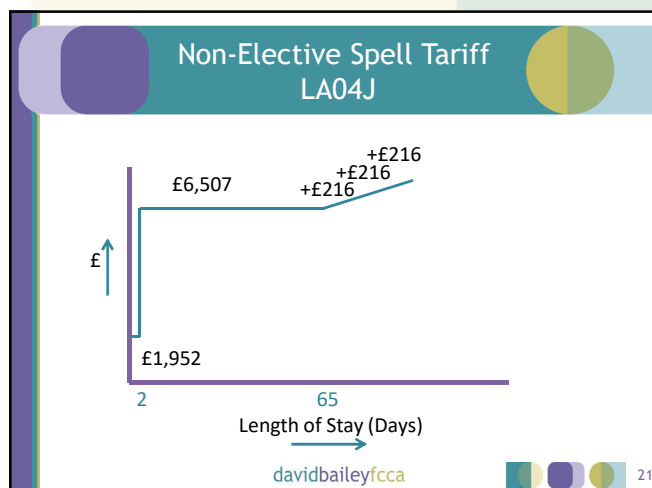 Non-Elective Spell Tariff
LA04J
+£216
+£216
£6,507
+£216
£
£1,952
2
65
Length of Stay (Days)
davidbaileyfcca
21